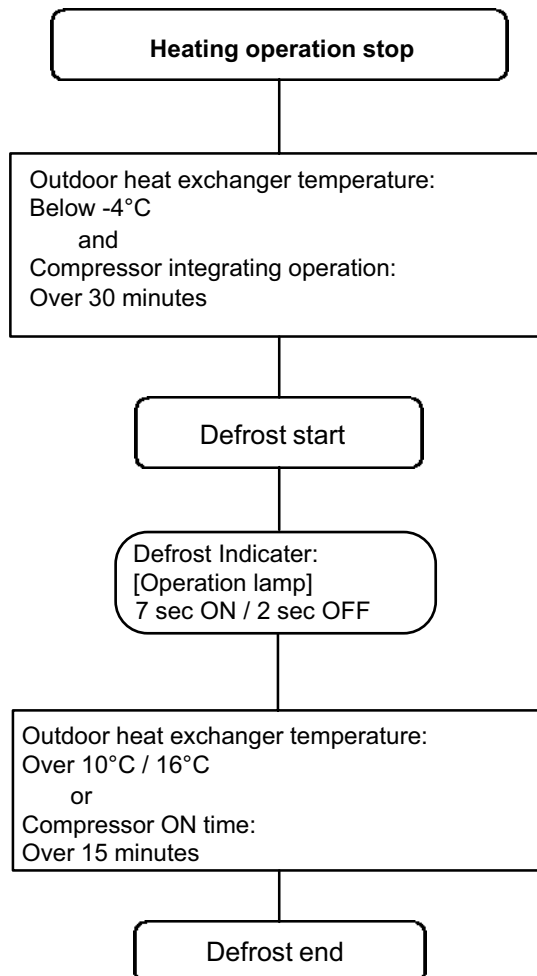 Heating operation stop
Outdoor heat exchanger temperature:
Below -4°C
and
Compressor integrating operation:
Over 30 minutes
Defrost start
Defrost Indicater:
[Operation lamp]
7 sec ON / 2 sec OFF
Outdoor heat exchanger temperature:
Over 10°C / 16°C
or
Compressor ON time:
Over 15 minutes
Defrost end